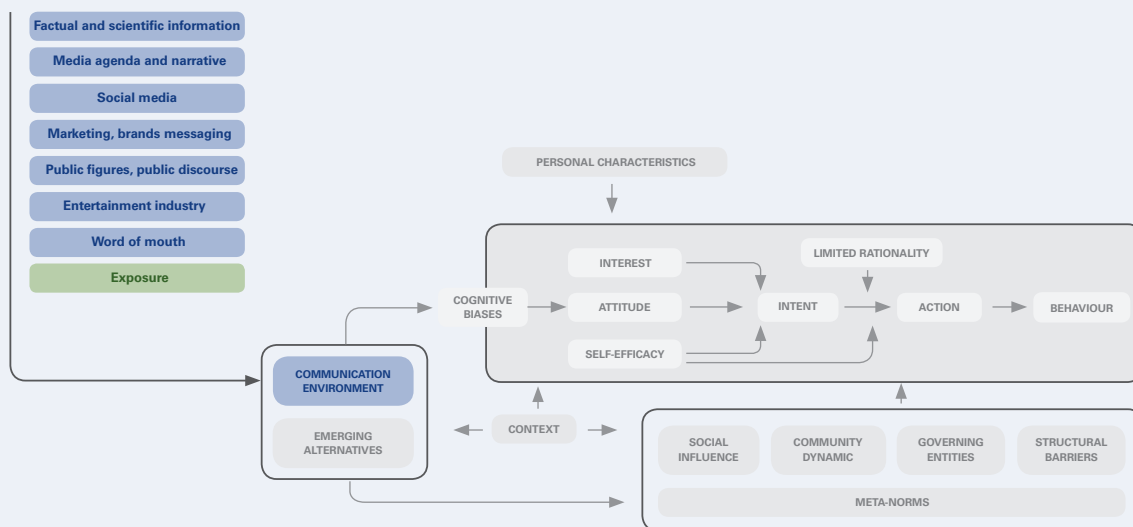 Factual and scientific information
Media agenda and narrative
Social media
Marketing, brands messaging
Public figures, public discourse
Entertainment industry
Word of mouth
Exposure
PERSONAL CHARACTERISTICS
INTEREST
LIMITED RATIONALITY
COGNITIVE
BIASES
ATTITUDE
INTENT
ACTION
BEHAVIOUR
SELF-EFFICACY
COMMUNICATION
ENVIRONMENT
EMERGING
ALTERNATIVES
CONTEXT
SOCIAL
INFLUENCE
COMMUNITY
DYNAMIC
GOVERNING
ENTITIES
STRUCTURAL
BARRIERS
META-NORMS